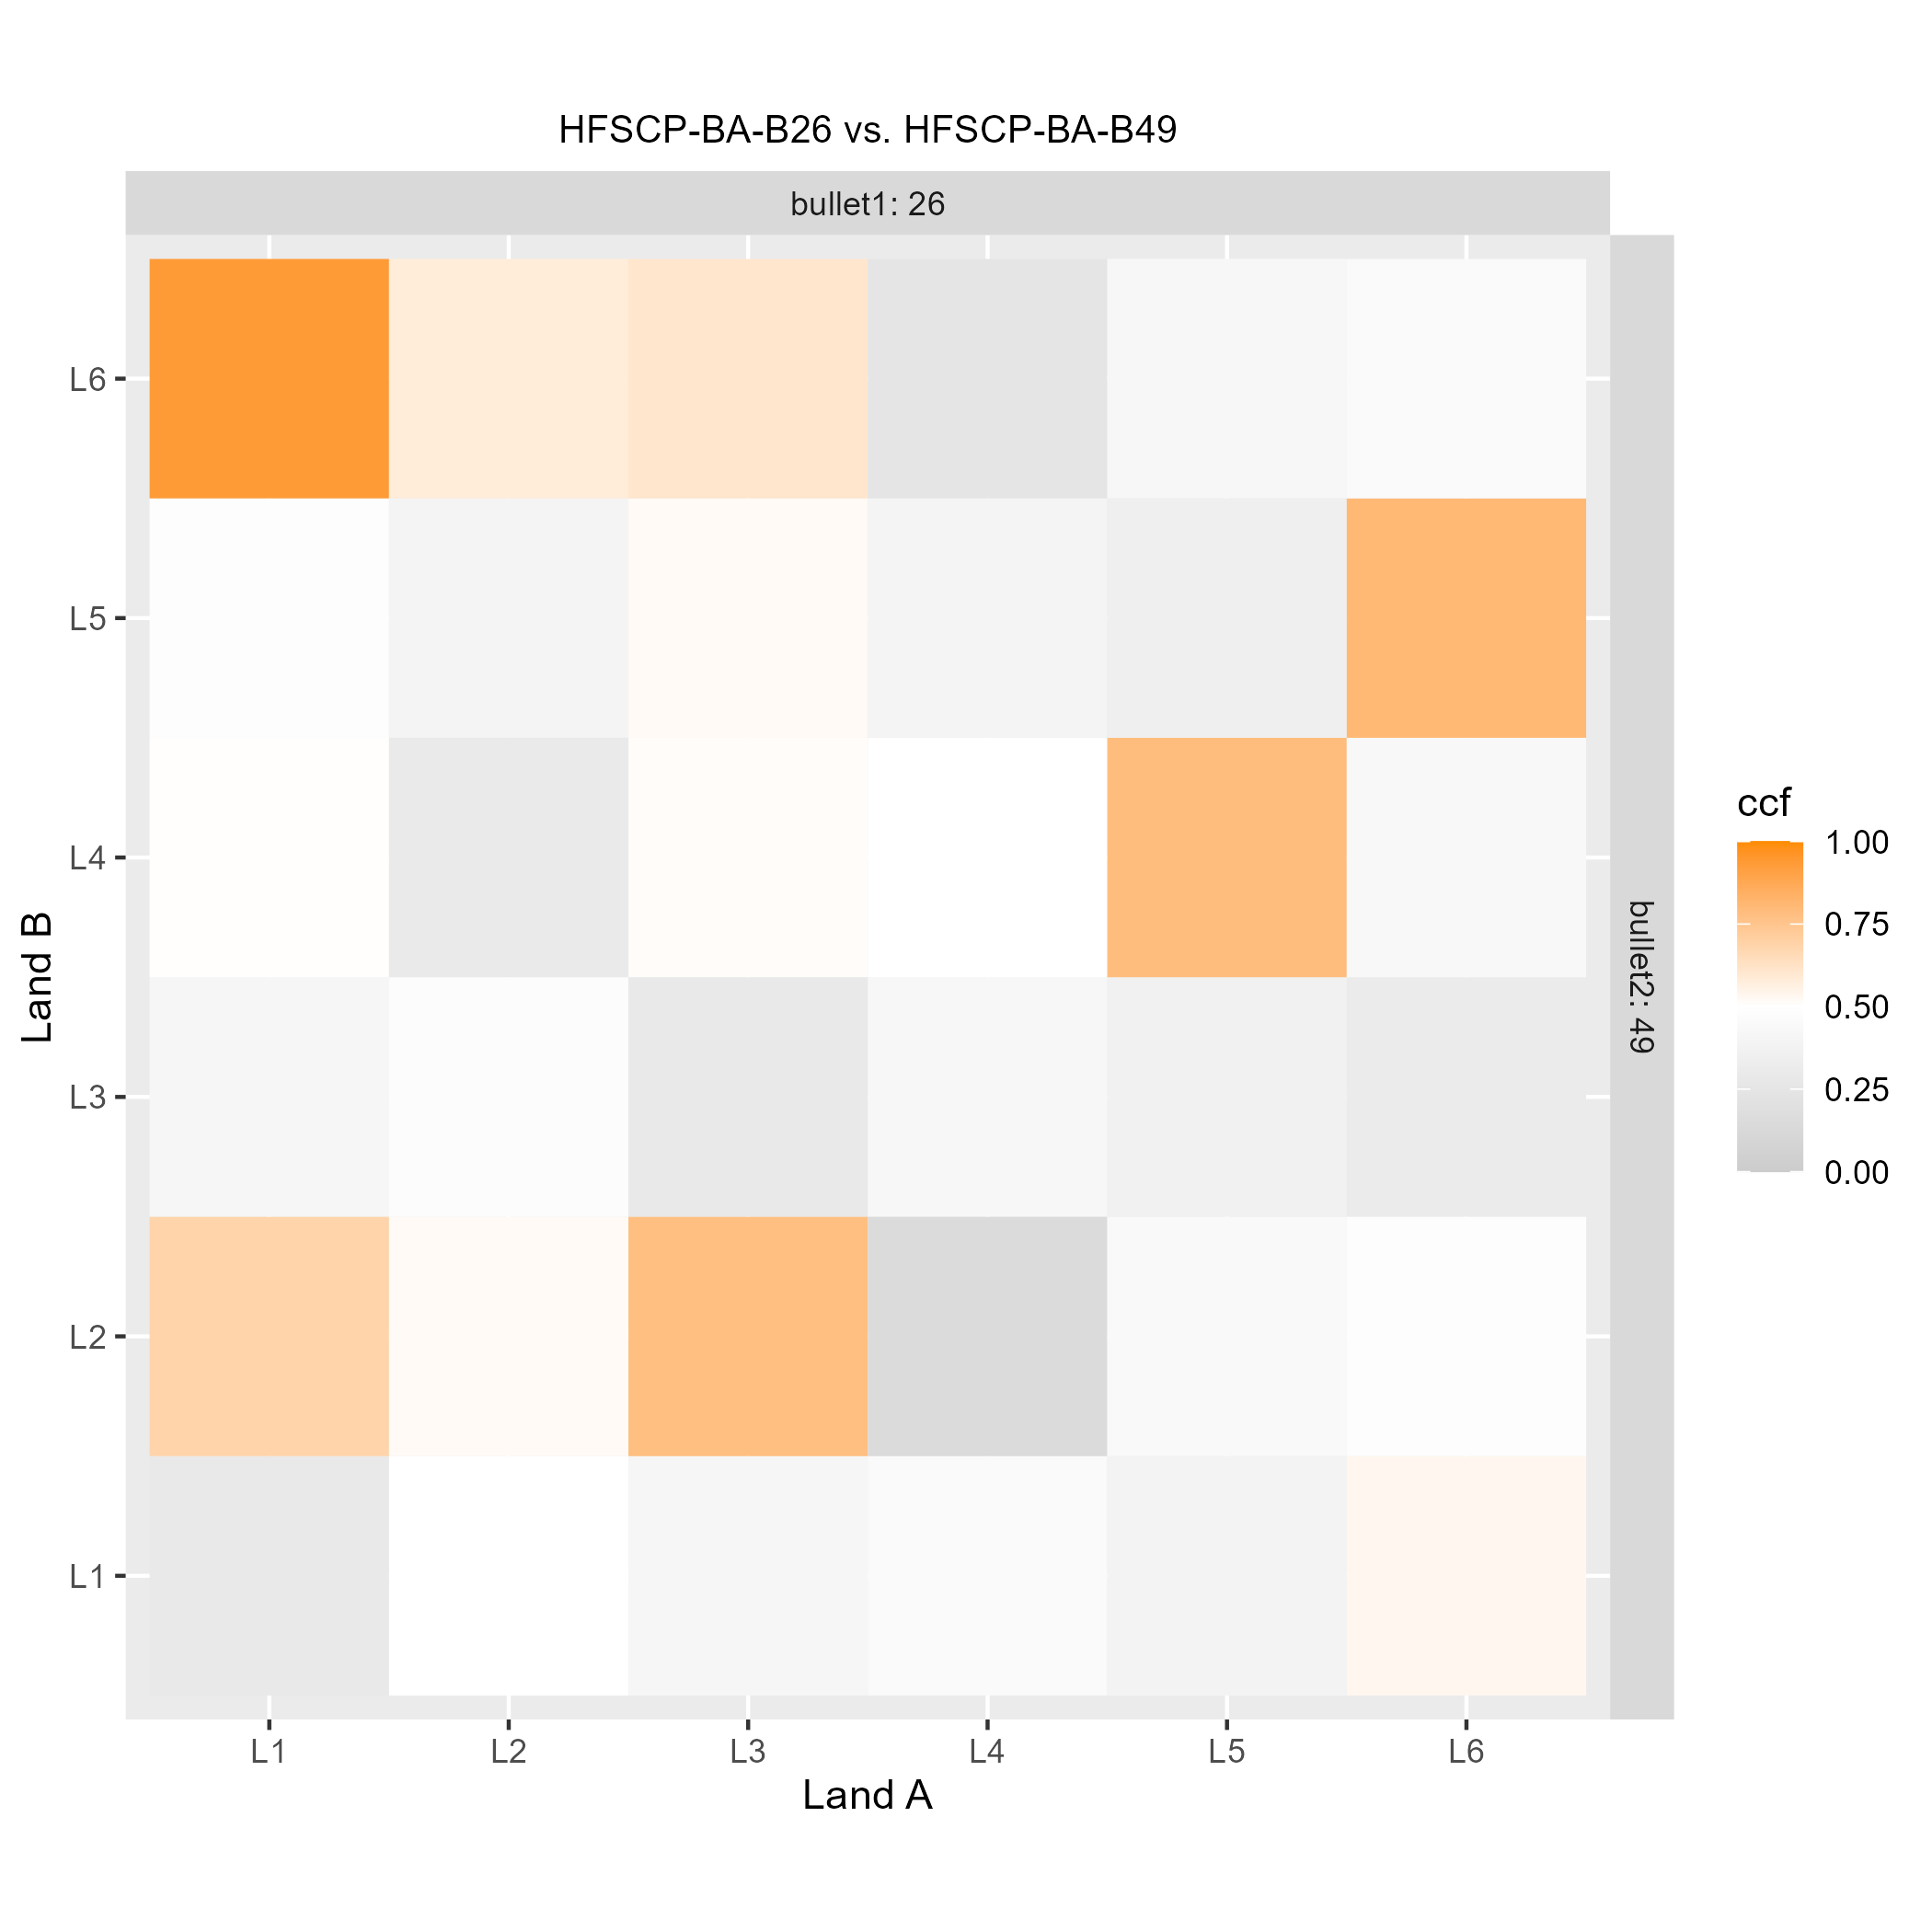 HFSCP-BA-B26 vs. HFSCP-BA-B49
bullet1: 26
L6
L5
L4
L3
L2
L1
Land B
L1 L2 L3 L4 L5 L6
Land A
bullet2: 49
ccf
1.00
0.75
0.50
0.25
0.00